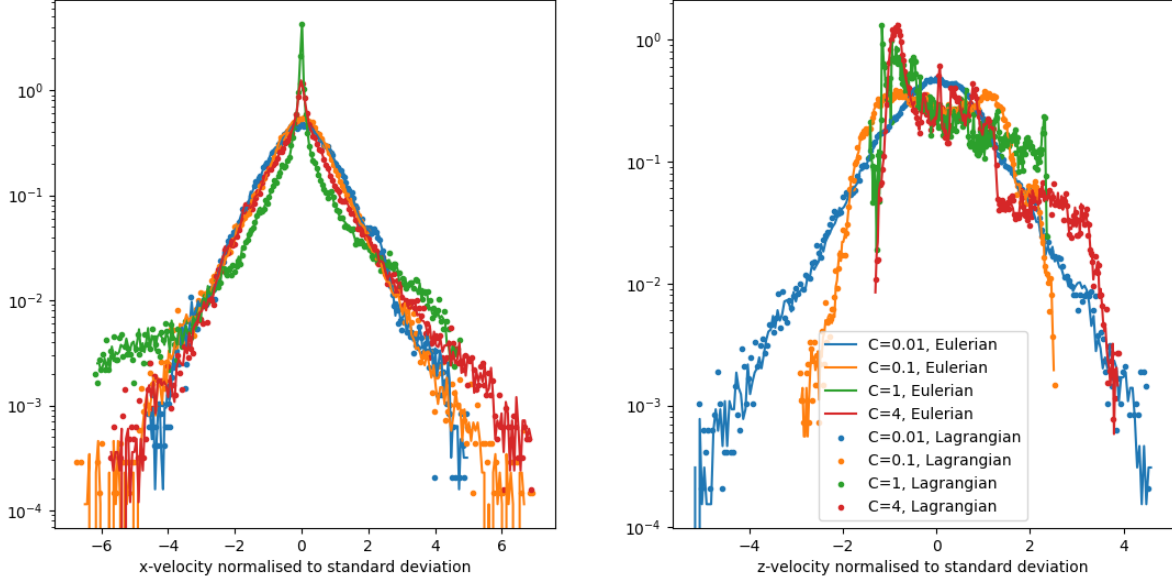 10⁰
10⁻¹
10⁻²
10⁻³
10⁻⁴
−6 −4 −2 0 2 4 6
x-velocity normalised to standard deviation
10⁰
10⁻¹
10⁻²
10⁻³
10⁻⁴
−4 −2 0 2 4
z-velocity normalised to standard deviation
C=0.01, Eulerian
C=0.1, Eulerian
C=1, Eulerian
C=4, Eulerian
C=0.01, Lagrangian
C=0.1, Lagrangian
C=1, Lagrangian
C=4, Lagrangian